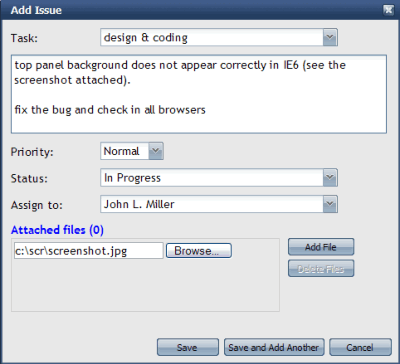 Add Issue
Task: design & coding
top panel background does not appear correctly in IE6 (see the
screenshot attached).
fix the bug and check in all browsers
Priority: Normal
Status: In Progress
Assign to: John L. Miller
Attached files (0)
c:\scr\screenshot.jpg Browse... Add File
Delete Files
Save Save and Add Another Cancel